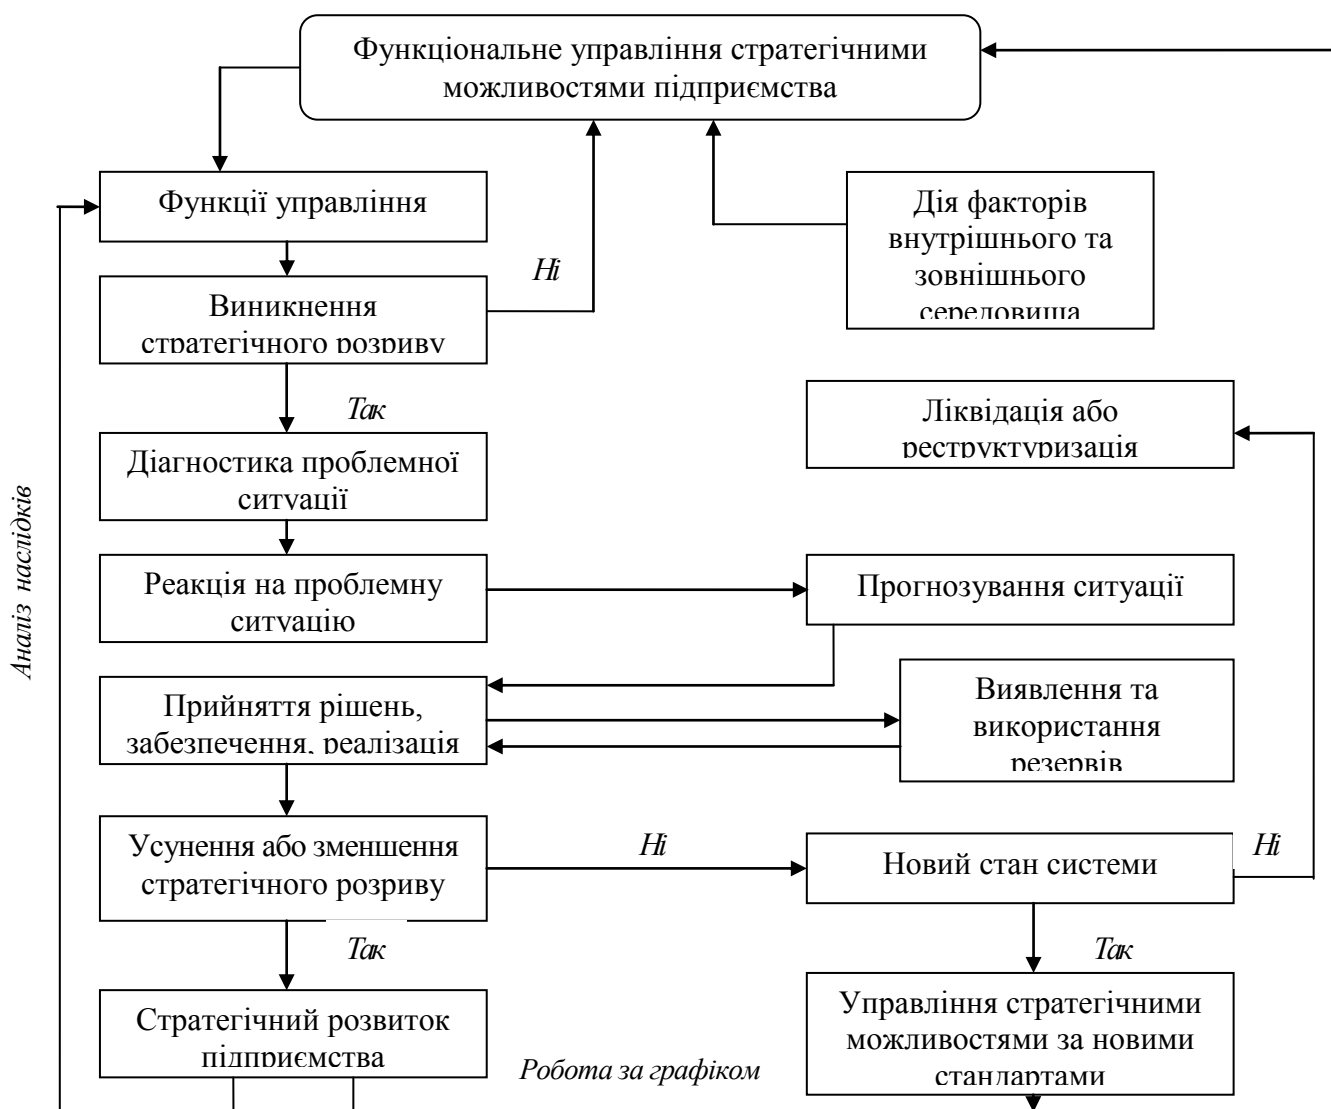 Функціональне управління стратегічними
можливостями підприємства
Функції управління
Дія факторів
внутрішнього та
зовнішнього
середовища
Ні
Виникнення
стратегічного розриву
Так
Ліквідація або
реструктуризація
Діагностика проблемної
ситуації
Аналіз наслідків
Реакція на проблемну
ситуацію
Прогнозування ситуації
Прийняття рішень,
забезпечення, реалізація
Виявлення та
використання
резервів
Усунення або зменшення
стратегічного розриву
Ні
Новий стан системи
Ні
Так
Так
Стратегічний розвиток
підприємства
Управління стратегічними
можливостями за новими
стандартами
Робота за графіком